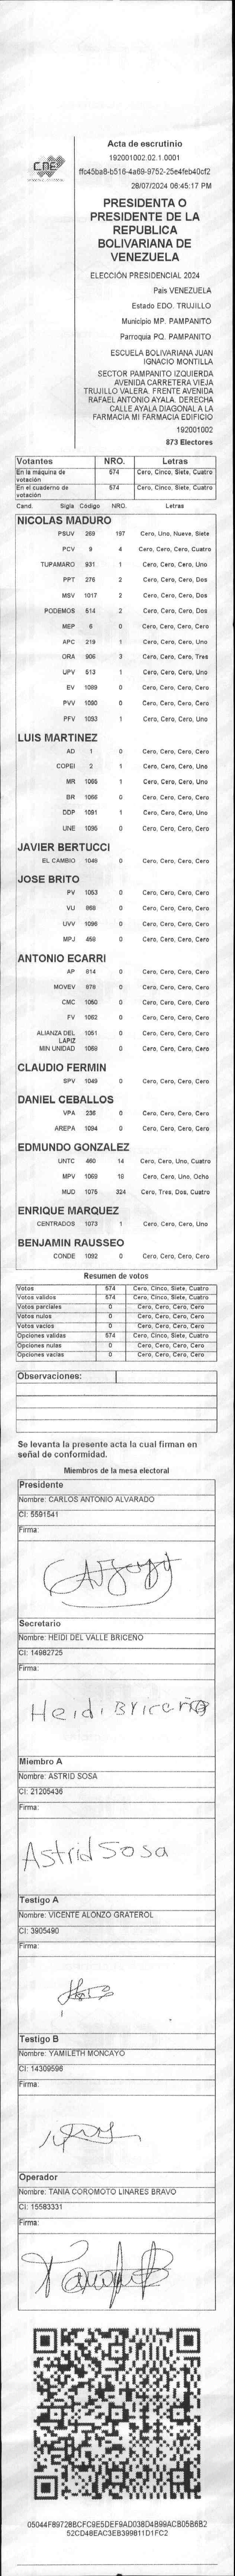 CNE
Acta de escrutinio
192001002.02.1.0001
ffc45ba8-b516-4a69-9752-25e4feb40cf2
28/07/2024 06:45:17 PM
PRESIDENTA O
PRESIDENTE DE LA
REPUBLICA
BOLIVARIANA DE
VENEZUELA
ELECCIÓN PRESIDENCIAL 2024
País VENEZUELA
Estado EDO. TRUJILLO
Municipio MP. PAMPANITO
Parroquia PQ. PAMPANITO
ESCUELA BOLIVARIANA JUAN
IGNACIO MONTILLA
SECTOR PAMPANITO IZQUIERDA
AVENIDA CARRETERA VIEJA
TRUJILLO VALERA. FRENTE AVENIDA
RAFAEL ANTONIO AYALA. DERECHA
CALLE AYALA DIAGONAL A LA
FARMACIA MI FARMACIA EDIFICIO
192001002
873 Electores
Votantes NRO. Letras
En la máquina de votación 574 Cero, Cinco, Siete, Cuatro
En el cuaderno de votación 574 Cero, Cinco, Siete, Cuatro
Cand. Sigla Código NRO. Letras
NICOLAS MADURO
PSUV 269 197 Cero, Uno, Nueve, Siete
PCV 9 4 Cero, Cero, Cero, Cuatro
TUPAMARO 931 1 Cero, Cero, Cero, Uno
PPT 276 2 Cero, Cero, Cero, Dos
MSV 1017 2 Cero, Cero, Cero, Dos
PODEMOS 514 2 Cero, Cero, Cero, Dos
MEP 6 0 Cero, Cero, Cero, Cero
APC 219 1 Cero, Cero, Cero, Uno
ORA 906 3 Cero, Cero, Cero, Tres
UPV 513 1 Cero, Cero, Cero, Uno
EV 1089 0 Cero, Cero, Cero, Cero
PVV 1090 0 Cero, Cero, Cero, Cero
PFV 1093 1 Cero, Cero, Cero, Uno
LUIS MARTINEZ
AD 1 0 Cero, Cero, Cero, Cero
COPEI 2 1 Cero, Cero, Cero, Uno
MR 1065 1 Cero, Cero, Cero, Uno
BR 1066 0 Cero, Cero, Cero, Cero
DDP 1091 1 Cero, Cero, Cero, Uno
UNE 1095 0 Cero, Cero, Cero, Cero
JAVIER BERTUCCI
EL CAMBIO 1048 0 Cero, Cero, Cero, Cero
JOSE BRITO
PV 1053 0 Cero, Cero, Cero, Cero
VU 868 0 Cero, Cero, Cero, Cero
UVV 1096 0 Cero, Cero, Cero, Cero
MPJ 458 0 Cero, Cero, Cero, Cero
ANTONIO ECARRI
AP 814 0 Cero, Cero, Cero, Cero
MOVEV 878 0 Cero, Cero, Cero, Cero
CMC 1050 0 Cero, Cero, Cero, Cero
FV 1062 0 Cero, Cero, Cero, Cero
ALIANZA DEL LAPIZ 1051 0 Cero, Cero, Cero, Cero
MIN UNIDAD 1058 0 Cero, Cero, Cero, Cero
CLAUDIO FERMIN
SPV 1049 0 Cero, Cero, Cero, Cero
DANIEL CEBALLOS
VPA 236 0 Cero, Cero, Cero, Cero
AREPA 1094 0 Cero, Cero, Cero, Cero
EDMUNDO GONZALEZ
UNTC 460 14 Cero, Cero, Uno, Cuatro
MPV 1069 18 Cero, Cero, Uno, Ocho
MUD 1075 324 Cero, Tres, Dos, Cuatro
ENRIQUE MARQUEZ
CENTRADOS 1073 1 Cero, Cero, Cero, Uno
BENJAMIN RAUSSEO
CONDE 1092 0 Cero, Cero, Cero, Cero
Resumen de votos
Votos 574 Cero, Cinco, Siete, Cuatro
Votos validos 574 Cero, Cinco, Siete, Cuatro
Votos parciales 0 Cero, Cero, Cero, Cero
Votos nulos 0 Cero, Cero, Cero, Cero
Votos vacios 0 Cero, Cero, Cero, Cero
Opciones validas 574 Cero, Cinco, Siete, Cuatro
Opciones nulas 0 Cero, Cero, Cero, Cero
Opciones vacias 0 Cero, Cero, Cero, Cero
Observaciones:
Se levanta la presente acta la cual firman en
señal de conformidad.
Miembros de la mesa electoral
Presidente
Nombre: CARLOS ANTONIO ALVARADO
CI: 5591541
Firma:
Secretario
Nombre: HEIDI DEL VALLE BRICEÑO
CI: 14982725
Firma:
Heidi Briceño
Miembro A
Nombre: ASTRID SOSA
CI: 21205436
Firma:
Astrid Sosa
Testigo A
Nombre: VICENTE ALONZO GRATEROL
CI: 3905490
Firma:
Testigo B
Nombre: YAMILETH MONCAYO
CI: 14309596
Firma:
Operador
Nombre: TANIA COROMOTO LINARES BRAVO
CI: 15583331
Firma:
05044F89728BCFC9E5DEF9AD038D4B99ACB05B6B2
52CD48EAC3EB399811D1FC2